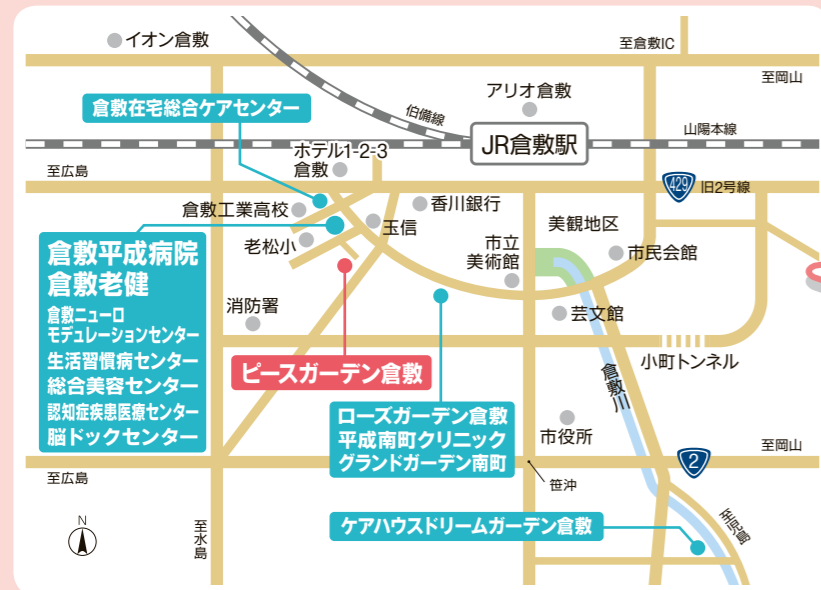 イオン倉敷
至倉敷IC
至岡山
アリオ倉敷
伯備線
倉敷在宅総合ケアセンター
JR倉敷駅
山陽本線
ホテル1-2-3
倉敷
至広島
429
旧2号線
倉敷工業高校
香川銀行
玉信
美観地区
老松小
市立
美術館
市民会館
倉敷平成病院
倉敷老健
倉敷ニューロ
モデュレーションセンター
生活習慣病センター
総合美容センター
認知症疾患医療センター
脳ドックセンター
消防署
芸文館
小町トンネル
ピースガーデン倉敷
倉敷川
ローズガーデン倉敷
平成南町クリニック
グランドガーデン南町
市役所
至岡山
2
至広島
笹沖
N
至水島
ケアハウスドリームガーデン倉敷
至児島